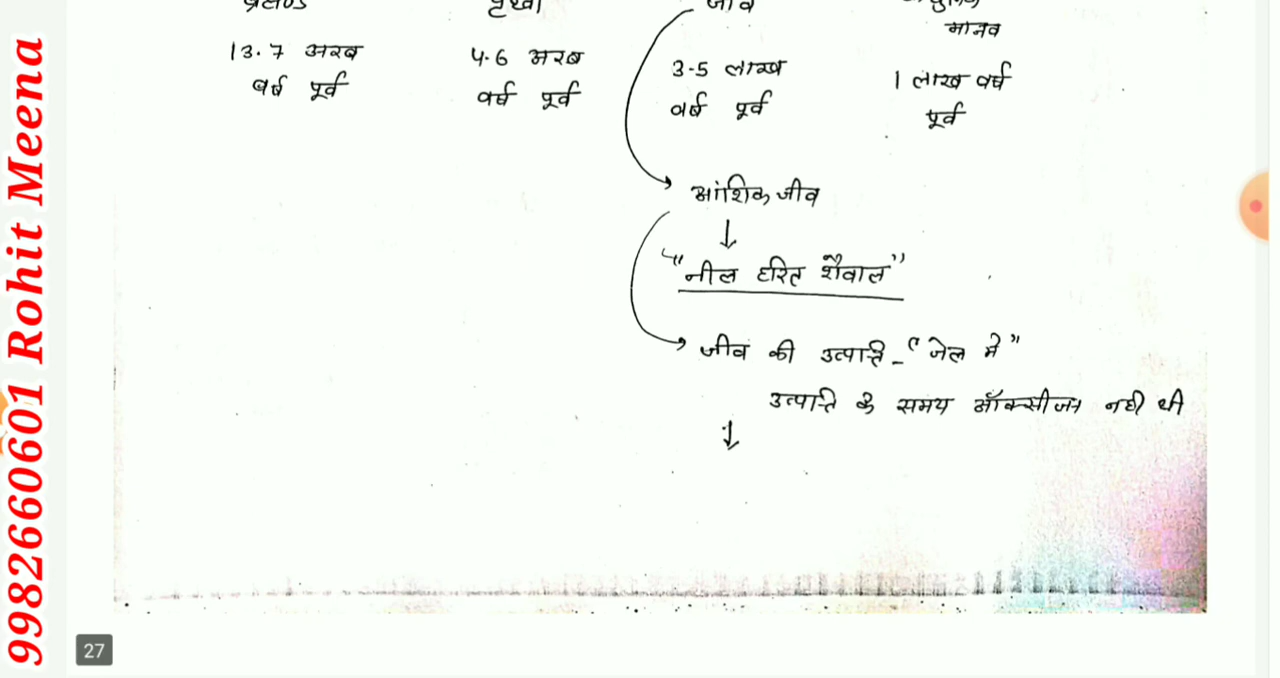 पृथ्वी
जीव
मानव
13.7 अरब
वर्ष पूर्व
4.6 अरब
वर्ष पूर्व
3-5 लाख
वर्ष पूर्व
1 लाख वर्ष
पूर्व
आंशिक जीव
"नील हरित शैवाल"
जीव की उत्पत्ति - "जेल मे"
उत्पत्ति के समय ऑक्सीजन नही थी
9982660601 Rohit Meena
27